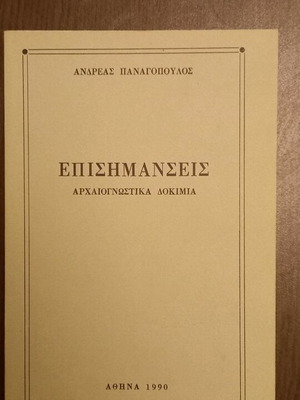 ΑΝΔΡΕΑΣ ΠΑΝΑΓΟΠΟΥΛΟΣ
ΕΠΙΣΗΜΑΝΣΕΙΣ
ΑΡΧΑΙΟΓΝΩΣΤΙΚΑ ΔΟΚΙΜΙΑ
ΑΘΗΝΑ 1990